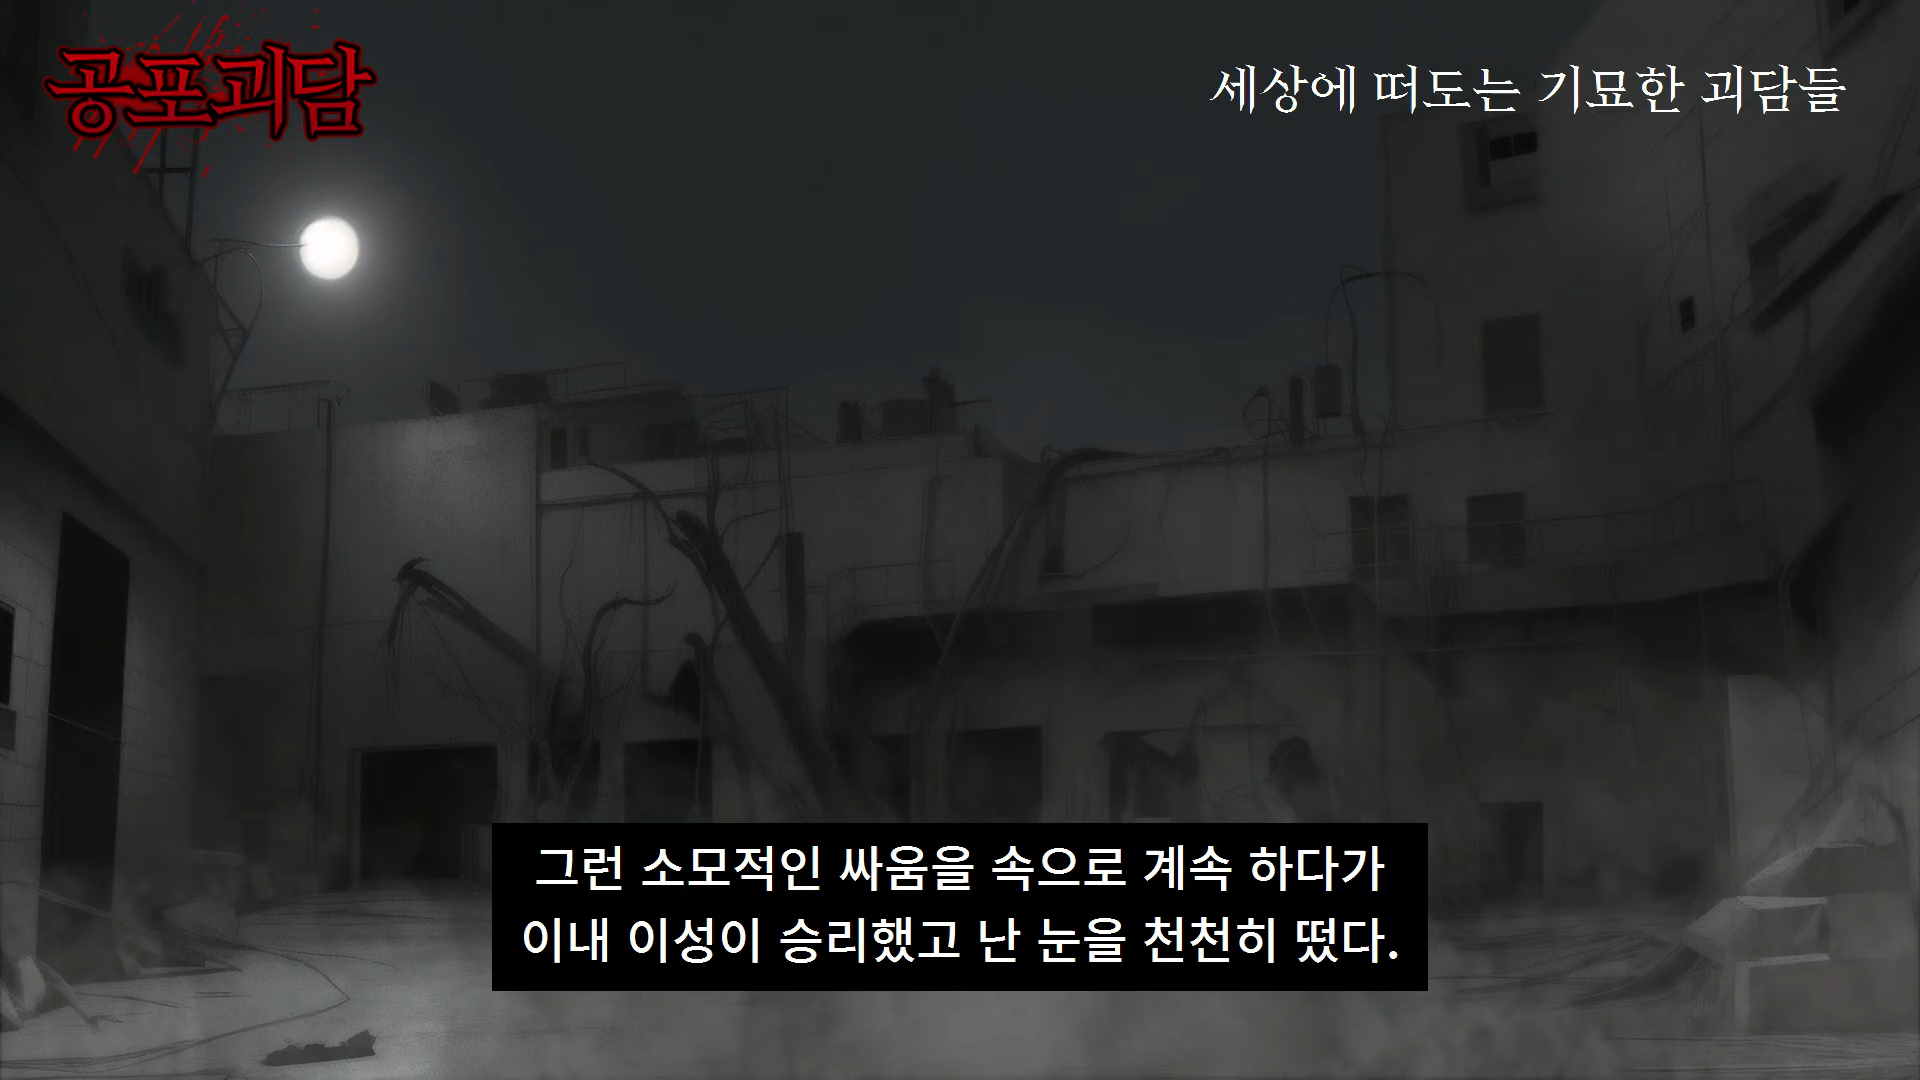 공포괴담
세상에 떠도는 기묘한 괴담들
그런 소모적인 싸움을 속으로 계속 하다가
이내 이성이 승리했고 난 눈을 천천히 떴다.